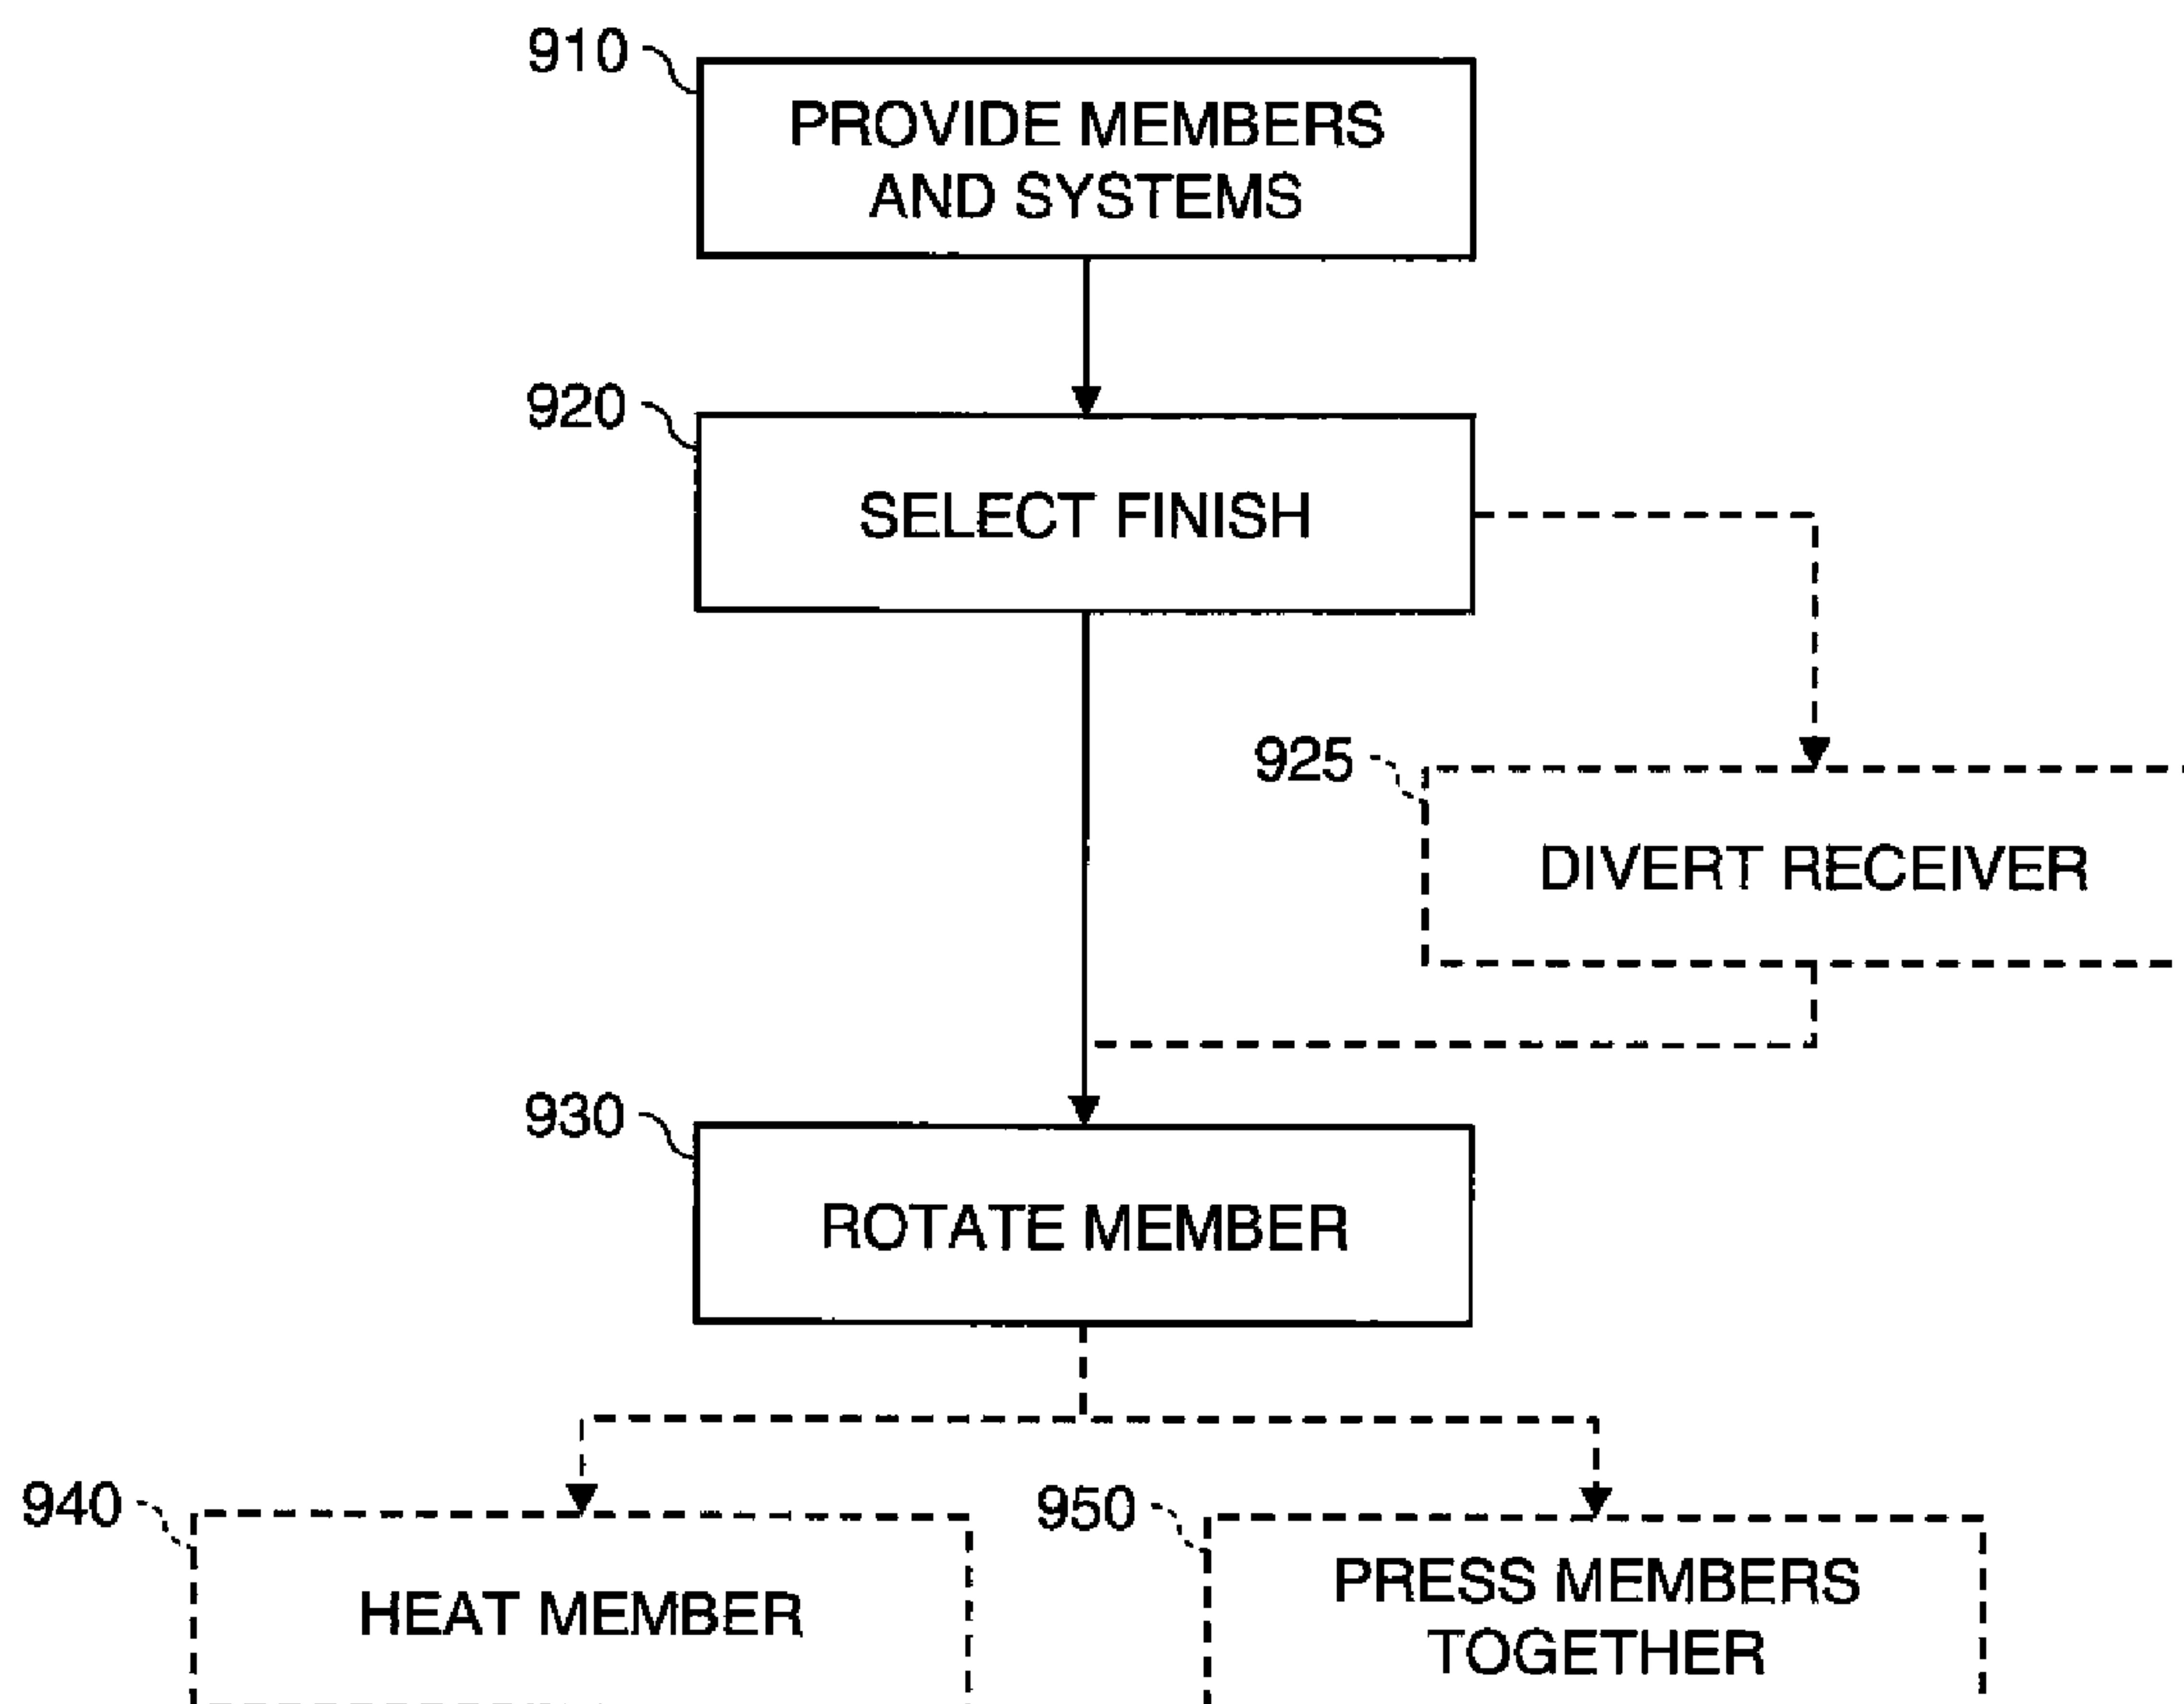 910
PROVIDE MEMBERS
AND SYSTEMS
920
SELECT FINISH
925
DIVERT RECEIVER
930
ROTATE MEMBER
940
HEAT MEMBER
950
PRESS MEMBERS
TOGETHER